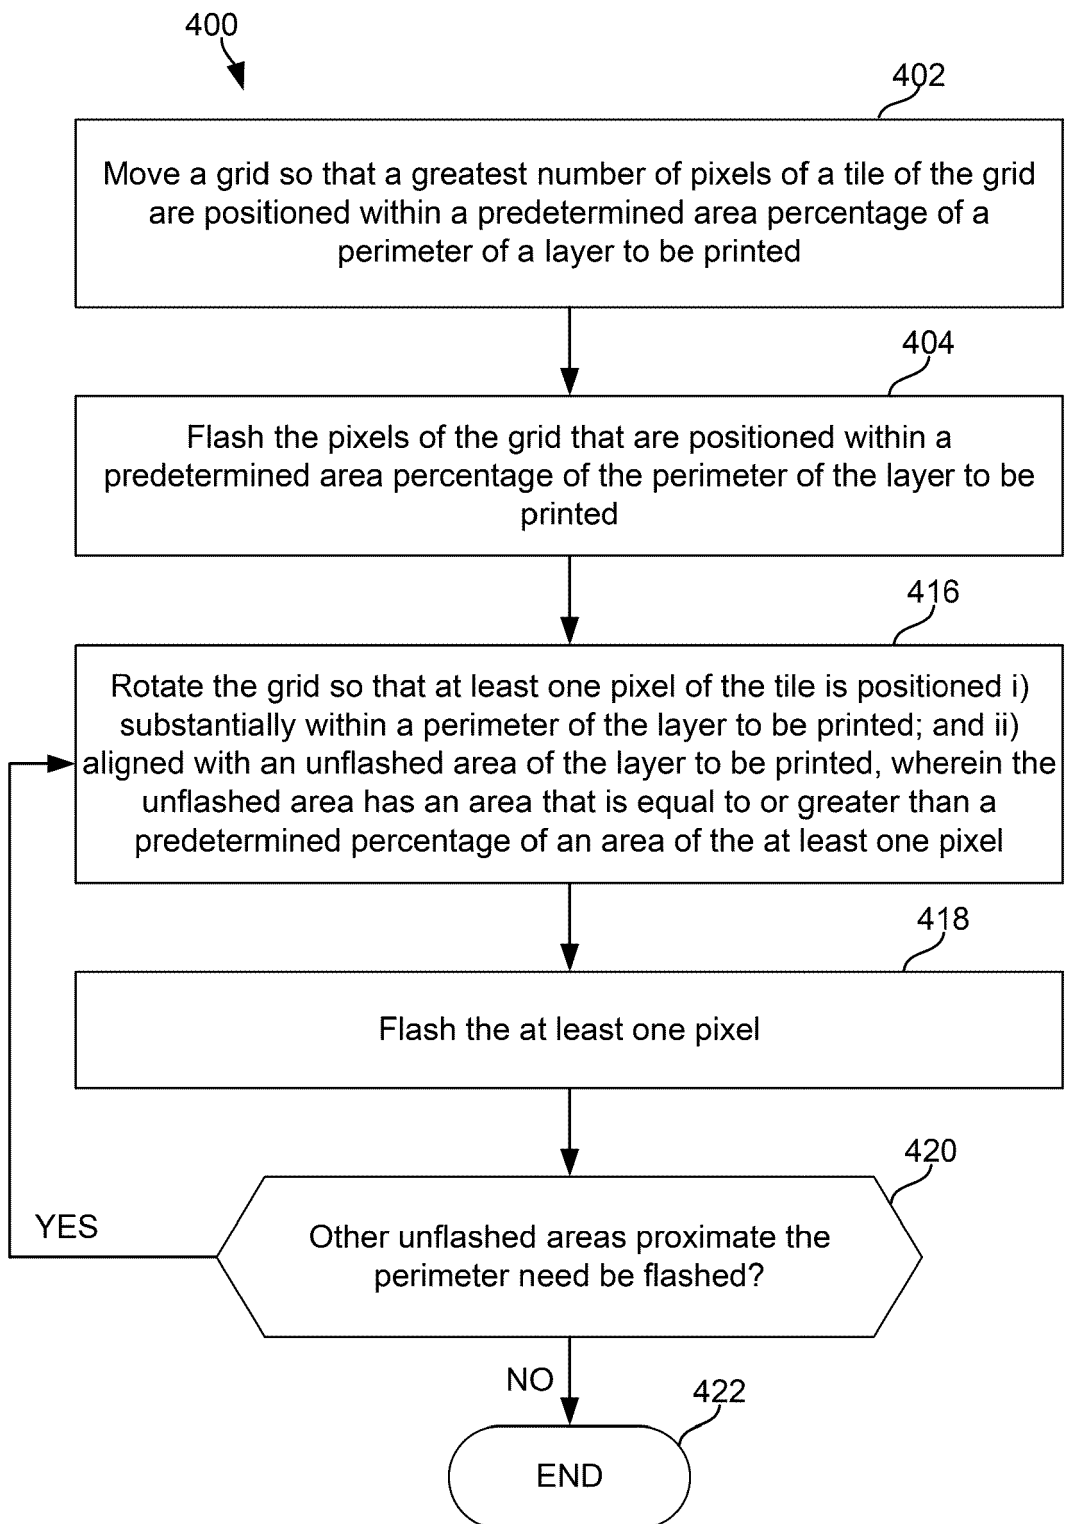 400
402
Move a grid so that a greatest number of pixels of a tile of the grid
are positioned within a predetermined area percentage of a
perimeter of a layer to be printed
404
Flash the pixels of the grid that are positioned within a
predetermined area percentage of the perimeter of the layer to be
printed
416
Rotate the grid so that at least one pixel of the tile is positioned i)
substantially within a perimeter of the layer to be printed; and ii)
aligned with an unflashed area of the layer to be printed, wherein the
unflashed area has an area that is equal to or greater than a
predetermined percentage of an area of the at least one pixel
418
Flash the at least one pixel
420
YES
Other unflashed areas proximate the
perimeter need be flashed?
NO
422
END